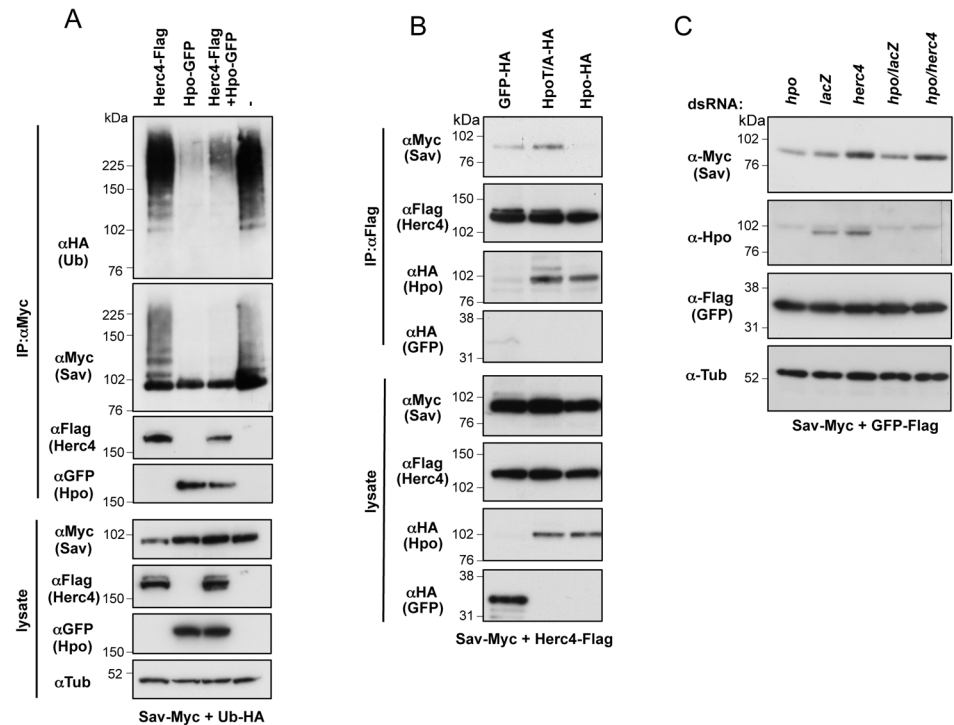 A
Herc4-Flag
Hpo-GFP
Herc4-Flag
+Hpo-GFP
-
kDa
IP:αMyc
αHA
(Ub)
225
150
102
76
αMyc
(Sav)
225
150
102
76
αFlag
(Herc4
150
αGFP
(Hpo)
150
lysate
αMyc
(Sav)
102
αFlag
(Herc4)
150
αGFP
(Hpo)
150
αTub
52
Sav-Myc + Ub-HA
B
GFP-HA
HpoT/A-HA
Hpo-HA
kDa
IP:αFlag
αMyc
(Sav)
102
76
αFlag
(Herc4)
150
102
αHA
(Hpo)
102
76
αHA
(GFP)
38
31
lysate
αMyc
(Sav)
102
76
αFlag
(Herc4)
150
102
αHA
(Hpo)
102
76
αHA
(GFP)
38
31
Sav-Myc + Herc4-Flag
C
dsRNA:
hpo
lacZ
herc4
hpo/lacZ
hpo/herc4
kDa
α-Myc
(Sav)
102
76
α-Hpo
102
76
α-Flag
(GFP)
38
31
α-Tub
52
Sav-Myc + GFP-Flag